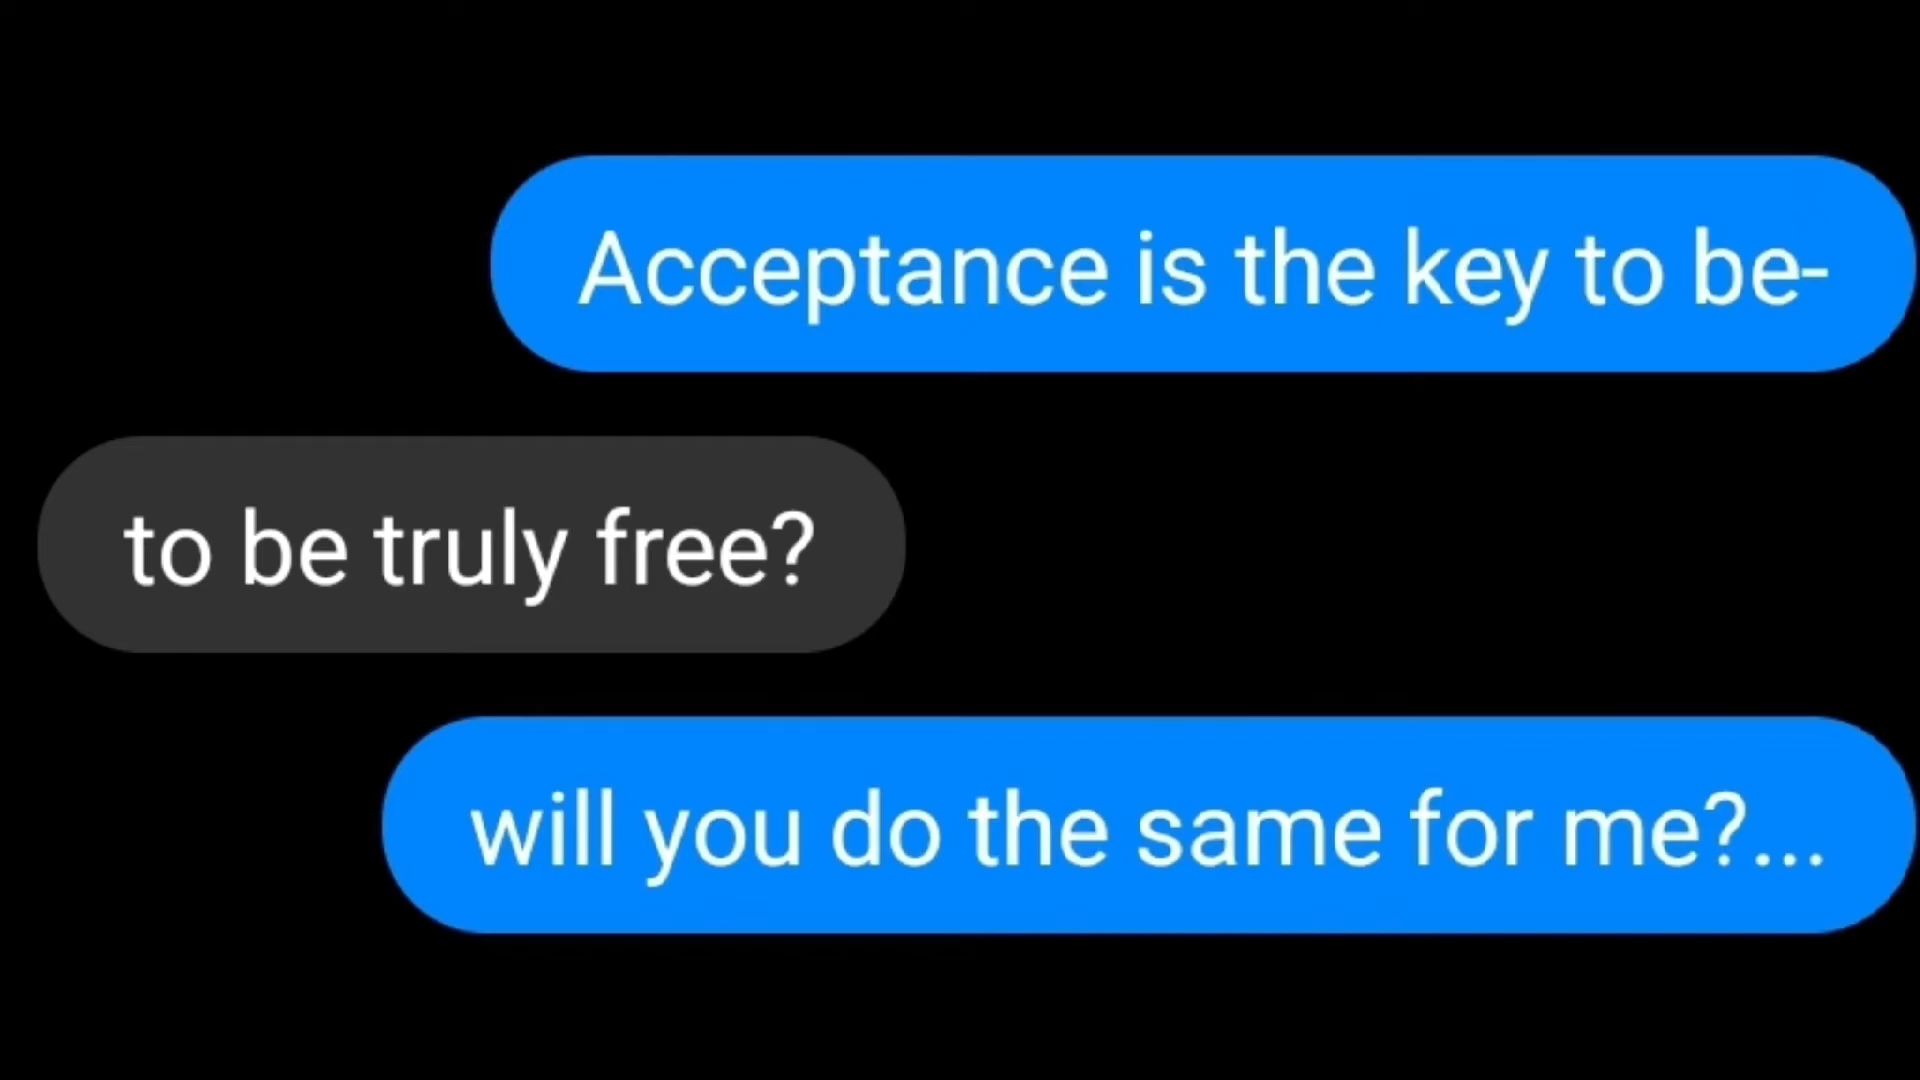 Acceptance is the key to be-
to be truly free?
will you do the same for me?...